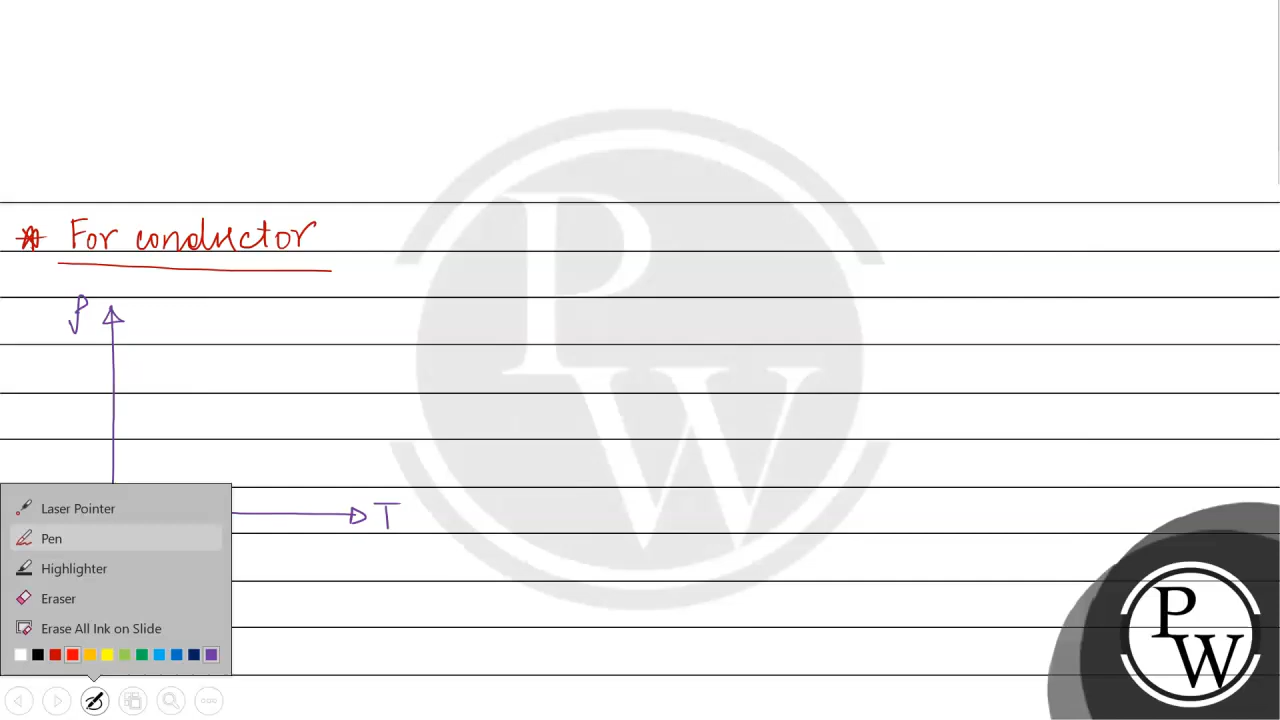 * For conductor
ρ
T
Laser Pointer
Pen
Highlighter
Eraser
Erase All Ink on Slide
P
W
P
W